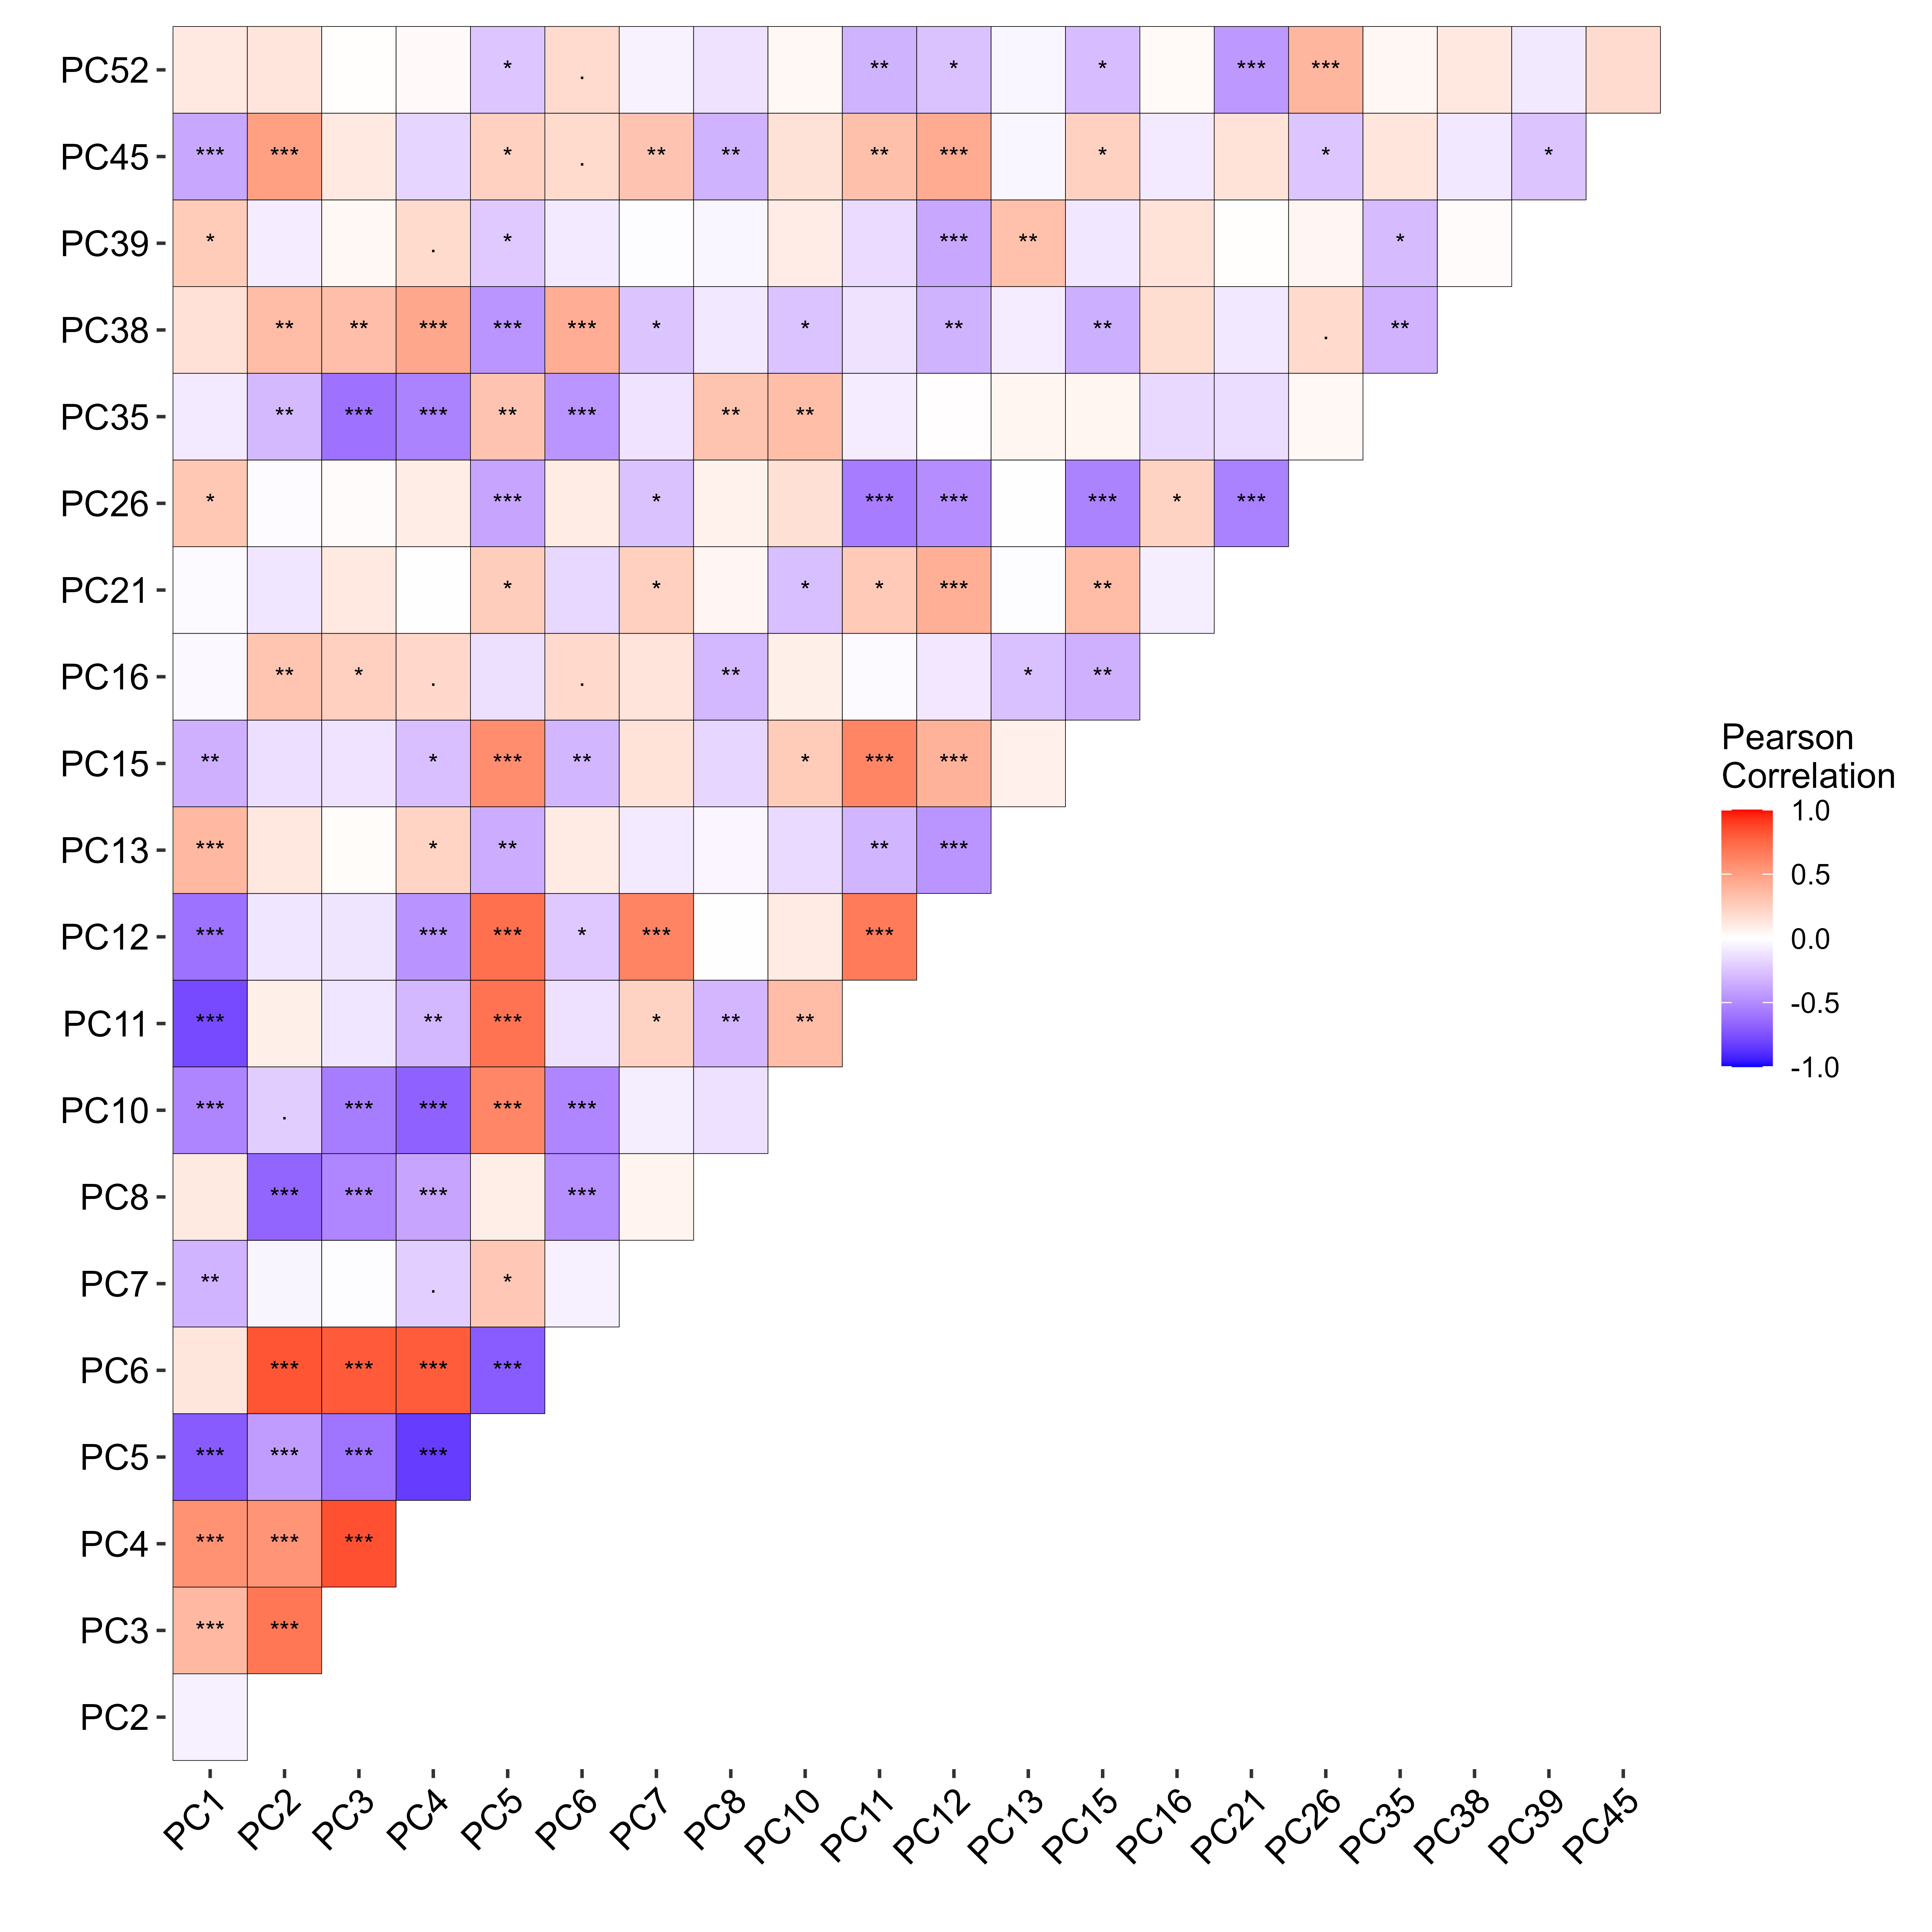 PC52 * . ** * * *** ***
PC45 *** *** * . ** ** ** *** * * *
PC39 * . * *** ** *
PC38 ** ** *** *** *** * * ** ** . **
PC35 ** *** *** ** *** ** **
PC26 * *** * *** *** *** * ***
PC21 * * * * *** **
PC16 ** * . . ** * **
PC15 ** * *** ** * *** ***
PC13 *** * ** ** ***
PC12 *** *** *** * *** ***
PC11 *** ** *** * ** **
PC10 *** . *** *** *** ***
PC8 *** *** *** ***
PC7 ** . *
PC6 *** *** *** ***
PC5 *** *** *** ***
PC4 *** *** ***
PC3 *** ***
PC2
PC1 PC2 PC3 PC4 PC5 PC6 PC7 PC8 PC10 PC11 PC12 PC13 PC15 PC16 PC21 PC26 PC35 PC38 PC39 PC45
Pearson
Correlation
1.0
0.5
0.0
-0.5
-1.0